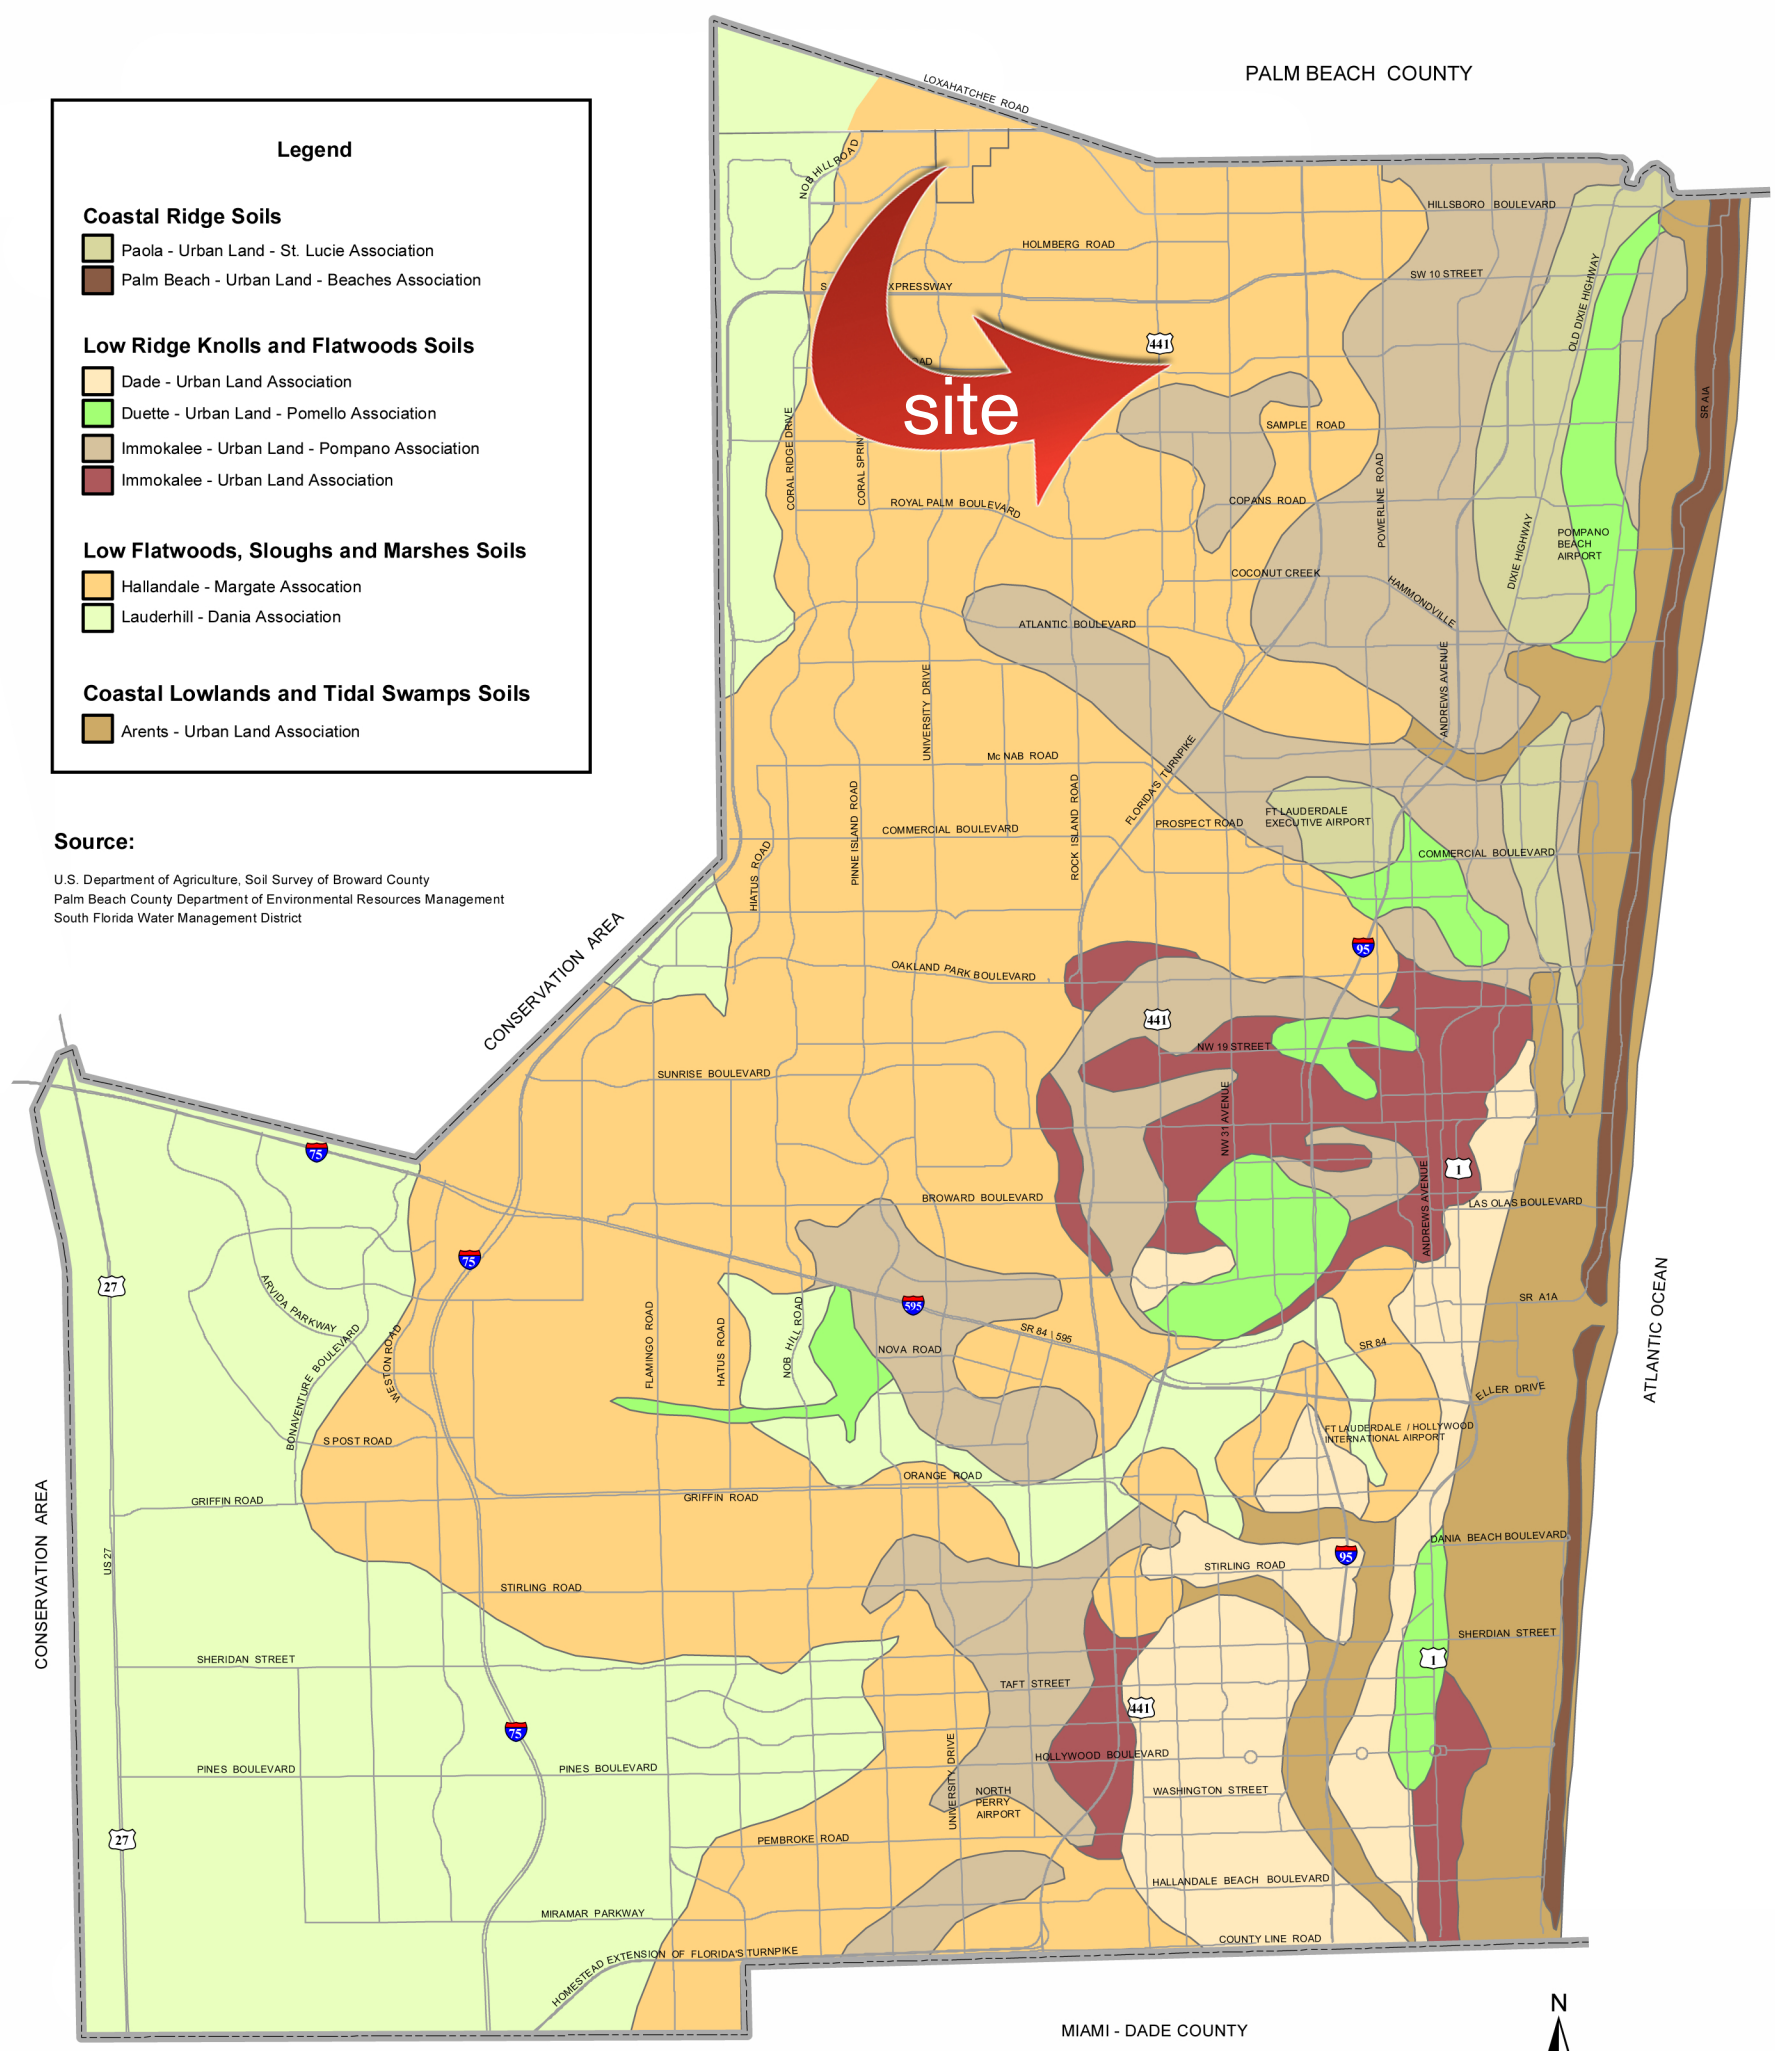 PALM BEACH COUNTY
LOXAHATCHEE ROAD
Legend
Coastal Ridge Soils
Paola - Urban Land - St. Lucie Association
Palm Beach - Urban Land - Beaches Association
Low Ridge Knolls and Flatwoods Soils
Dade - Urban Land Association
Duette - Urban Land - Pomello Association
Immokalee - Urban Land - Pompano Association
Immokalee - Urban Land Association
Low Flatwoods, Sloughs and Marshes Soils
Hallandale - Margate Assocation
Lauderhill - Dania Association
Coastal Lowlands and Tidal Swamps Soils
Arents - Urban Land Association
Source:
U.S. Department of Agriculture, Soil Survey of Broward County
Palm Beach County Department of Environmental Resources Management
South Florida Water Management District
NOB HILL ROAD
HILLSBORO BOULEVARD
HOLMBERG ROAD
SW 10 STREET
S
XPRESSWAY
OLD DIXIE HIGHWAY
441
OAD
site
SR A1A
CORAL RIDGE DRIVE
CORAL SPRIN
SAMPLE ROAD
POWERLINE ROAD
ROYAL PALM BOULEVARD
COPANS ROAD
DIXIE HIGHWAY
POMPANO
BEACH
AIRPORT
COCONUT CREEK
HAMMONDVILLE
ATLANTIC BOULEVARD
ANDREWS AVENUE
UNIVERSITY DRIVE
Mc NAB ROAD
FLORIDA'S TURNPIKE
PINE ISLAND ROAD
ROCK ISLAND ROAD
FT LAUDERDALE
EXECUTIVE AIRPORT
PROSPECT ROAD
COMMERCIAL BOULEVARD
COMMERCIAL BOULEVARD
HIATUS ROAD
CONSERVATION AREA
95
OAKLAND PARK BOULEVARD
441
NW 19 STREET
SUNRISE BOULEVARD
NW 31 AVENUE
75
1
ANDREWS AVENUE
BROWARD BOULEVARD
LAS OLAS BOULEVARD
75
27
ARVIDA PARKWAY
BONAVENTURE BOULEVARD
WESTON ROAD
FLAMINGO ROAD
HATUS ROAD
NOB HILL ROAD
595
SR 84 | 595
NOVA ROAD
SR A1A
SR 84
ATLANTIC OCEAN
ELLER DRIVE
FT LAUDERDALE / HOLLYWOOD
INTERNATIONAL AIRPORT
S POST ROAD
ORANGE ROAD
GRIFFIN ROAD
GRIFFIN ROAD
CONSERVATION AREA
US 27
DANIA BEACH BOULEVARD
95
STIRLING ROAD
STIRLING ROAD
SHERDIAN STREET
SHERIDAN STREET
1
TAFT STREET
441
75
UNIVERSITY DRIVE
HOLLYWOOD BOULEVARD
PINES BOULEVARD
PINES BOULEVARD
WASHINGTON STREET
NORTH
PERRY
AIRPORT
27
PEMBROKE ROAD
HALLANDALE BEACH BOULEVARD
MIRAMAR PARKWAY
COUNTY LINE ROAD
HOMESTEAD EXTENSION OF FLORIDA'S TURNPIKE
N
MIAMI - DADE COUNTY